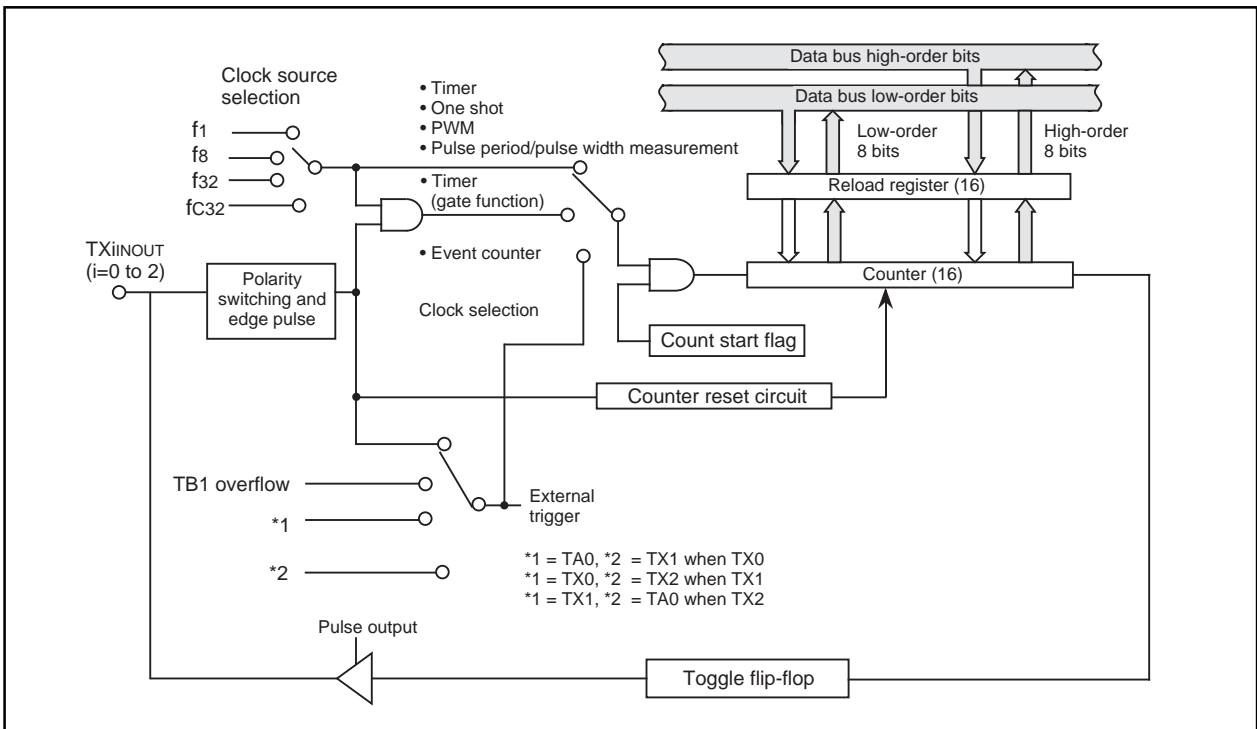 Data bus high-order bits
Data bus low-order bits
Clock source
selection
f1
f8
f32
fC32
• Timer
• One shot
• PWM
• Pulse period/pulse width measurement
• Timer
(gate function)
• Event counter
Clock selection
Low-order
8 bits
High-order
8 bits
Reload register (16)
Counter (16)
TXiINOUT
(i=0 to 2)
Polarity
switching and
edge pulse
Count start flag
Counter reset circuit
TB1 overflow
*1
*2
External
trigger
*1 = TA0, *2 = TX1 when TX0
*1 = TX0, *2 = TX2 when TX1
*1 = TX1, *2 = TA0 when TX2
Pulse output
Toggle flip-flop